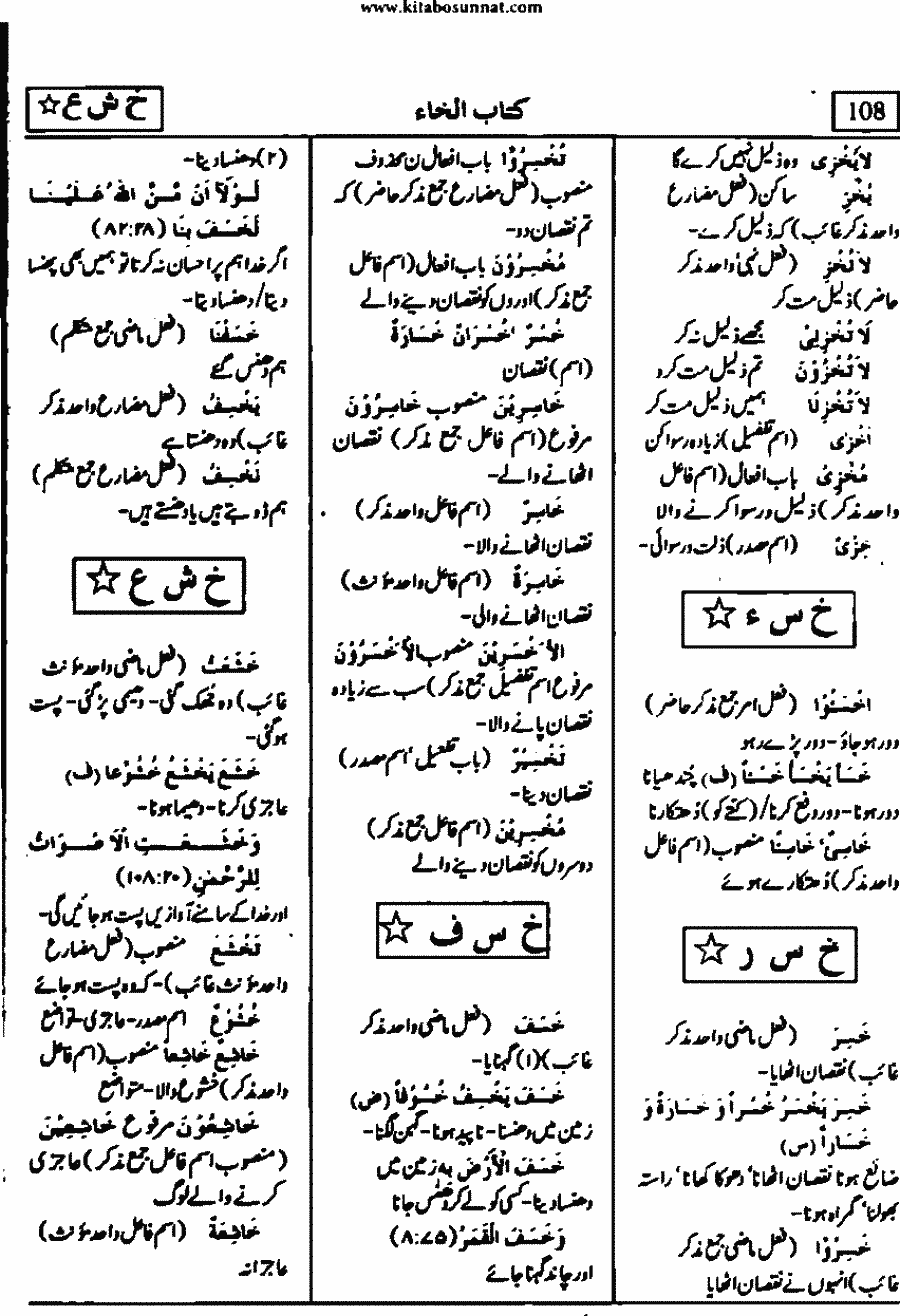 www.kitabosunnat.com
108
كتاب الخاء
خ ش ع ☆
لاَيُخْزِى وہ ذلیل نہیں کرے گا
يُخْزِ ساکن (فعل مضارع
واحد مذکر غائب) کہ ذلیل کرے-
لاَتُخْزِ (فعل نہی، واحد مذکر
حاضر) ذلیل مت کر
لَاتُخْزِنِىْ مجھے ذلیل نہ کر
لاَتُخْزُوْنِ تم ذلیل مت کرو
لاَتُخْزِنَا ہمیں ذلیل مت کر
اَخْزٰى (اسم تفضیل) زیادہ رسوا کن
مُخْزِىْ باب افعال (اسم فاعل
واحد مذکر) ذلیل و رسوا کرنے والا
خِزْىٌ (اسم مصدر) ذلت و رسوائی-
خ س ء ☆
اخْسَئُوْا (فعل امر جمع مذکر حاضر)
دور ہو جاؤ- دور پڑے رہو
خَسَأَ يَخْسَأُ خَسْئاً (ف) چندھیانا
دور ہونا- دور دفع کرنا/ (کتے کو) دھتکارنا
خَاسِئٌ، خَاسِئًا منصوب (اسم فاعل
واحد مذکر) دھتکارے ہوئے
خ س ر ☆
خَسِرَ (فعل ماضی واحد مذکر
غائب) نقصان اٹھایا-
خَسِرَ يَخْسَرُ خُسْراً وَ خَسَارَةً وَ
خَسَاراً (س)
ضائع ہونا نقصان اٹھانا، دھوکا کھانا، راستہ
بھولنا، گمراہ ہونا-
خَسِرُوْا (فعل ماضی جمع مذکر
غائب) انہوں نے نقصان اٹھایا
تُخْسِرُوْا باب افعال ن محذوف
منصوب (فعل مضارع جمع مذکر حاضر) کہ
تم نقصان دو-
مُخْسِرُوْنَ باب افعال (اسم فاعل
جمع مذکر) اوروں کو نقصان دینے والے
خُسْرٌ، خُسْرَانٌ خَسَارَةٌ
(اسم) نقصان
خَاسِرِيْنَ منصوب خَاسِرُوْنَ
مرفوع (اسم فاعل جمع مذکر) نقصان
اٹھانے والے-
خَاسِرٌ (اسم فاعل واحد مذکر)
نقصان اٹھانے والا-
خَاسِرَةٌ (اسم فاعل واحد مؤنث)
نقصان اٹھانے والی-
الأَخْسَرِيْنَ منصوب الأَخْسَرُوْنَ
مرفوع اسم تفضیل جمع مذکر) سب سے زیادہ
نقصان پانے والا-
تَخْسِيْرٌ (باب تفعیل، اسم مصدر)
نقصان دینا-
مُخْسِرِيْنَ (اسم فاعل جمع مذکر)
دوسروں کو نقصان دینے والے
خ س ف ☆
خَسَفَ (فعل ماضی واحد مذکر
غائب) (۱) گہنایا-
خَسَفَ يَخْسِفُ خُسُوْفاً (ض)
زمین میں دھنسنا- ناپید ہونا- گہن لگنا-
خَسَفَ الْاَرْضَ بہ زمین میں
دھنسا دینا- کسی کو لے کر دھنس جانا
وَخَسَفَ الْقَمَرُ (۸:۷۵)
اور چاند گہنا جائے
(۲) دھنسا دینا-
لَوْلَآ اَنْ مَّنَّ اللهُ عَلَيْنَا
لَخَسَفَ بِنَا (۸۲:۲۸)
اگر خدا ہم پر احسان نہ کرتا تو ہمیں بھی پھنسا
دیتا/ دھنسا دیتا-
خَسَفْنَا (فعل ماضی جمع متکلم)
ہم دھنس گئے
يَخْسِفُ (فعل مضارع واحد مذکر
غائب) وہ دھنستا ہے
نَخْسِفُ (فعل مضارع جمع متکلم)
ہم ڈوبتے ہیں یا دھنستے ہیں-
خ ش ع ☆
خَشَعَتْ (فعل ماضی واحد مؤنث
غائب) وہ جھک گئی- دھیمی پڑ گئی- پست
ہو گئی-
خَشَعَ يَخْشَعُ خُشُوْعا (ف)
عاجزی کرنا- دھیما ہونا-
وَخَشَعَتِ الْاَصْوَاتُ
لِلرَّحْمٰنِ (۱۰۸:۲۰)
اور خدا کے سامنے آوازیں پست ہو جائیں گی-
تَخْشَعَ منصوب (فعل مضارع
واحد مؤنث غائب)- کہ وہ پست ہو جائے
خُشُوْعٌ اسم مصدر- عاجزی- تواضع
خَاشِعٌ خَاشِعاً منصوب (اسم فاعل
واحد مذکر) خشوع والا- متواضع
خَاشِعُوْنَ مرفوع خَاشِعِيْنَ
(منصوب اسم فاعل جمع مذکر) عاجزی
کرنے والے لوگ
خَاشِعَةٌ (اسم فاعل واحد مؤنث)
عاجزانہ